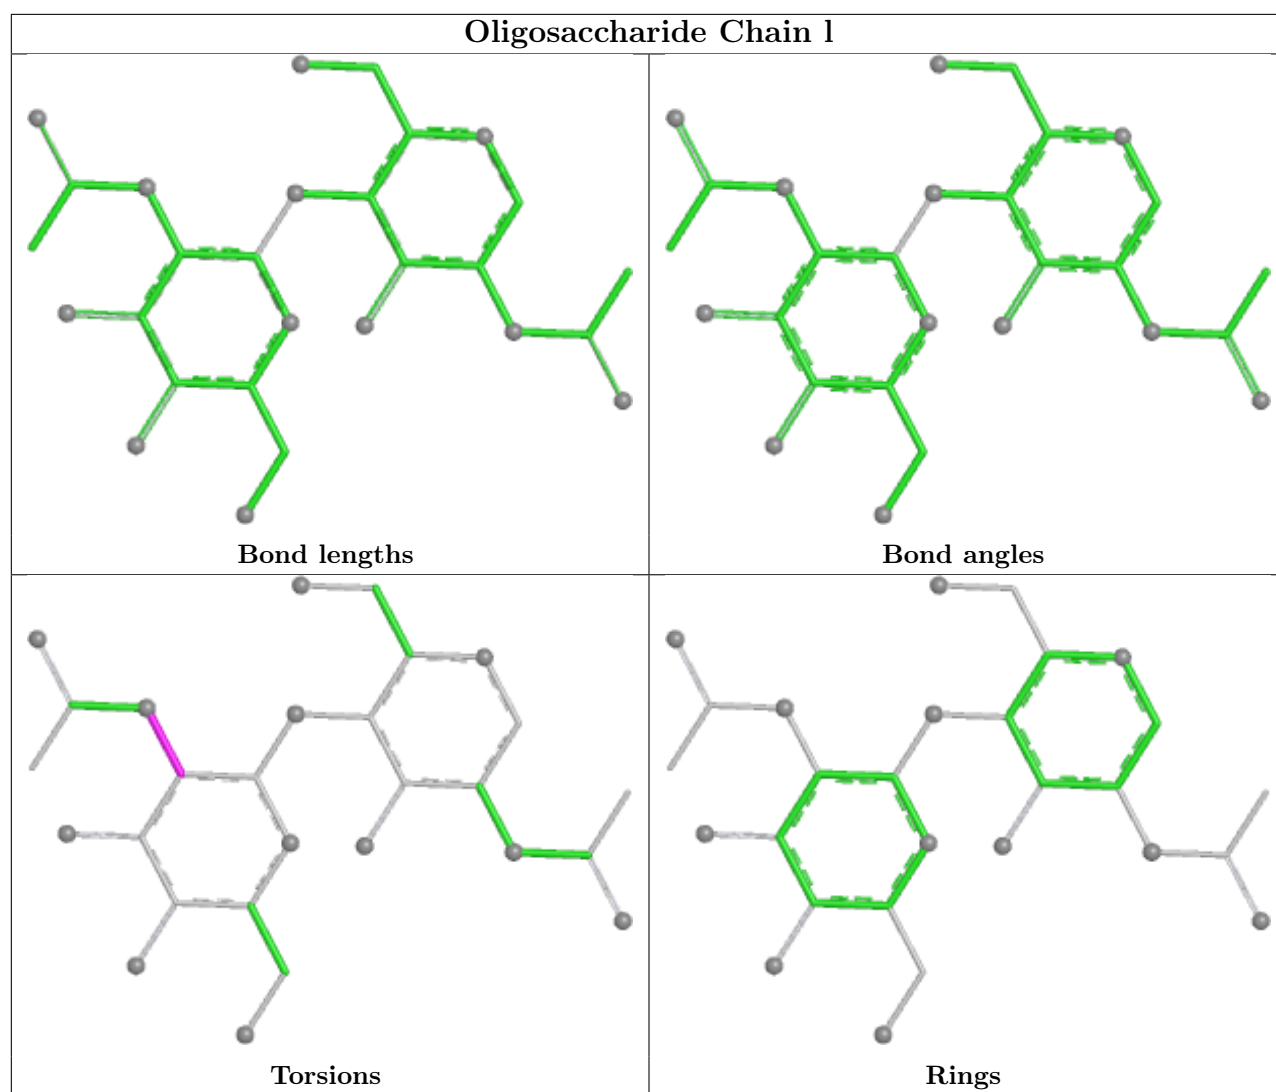 Oligosaccharide Chain l
Bond lengths
Bond angles
Torsions
Rings